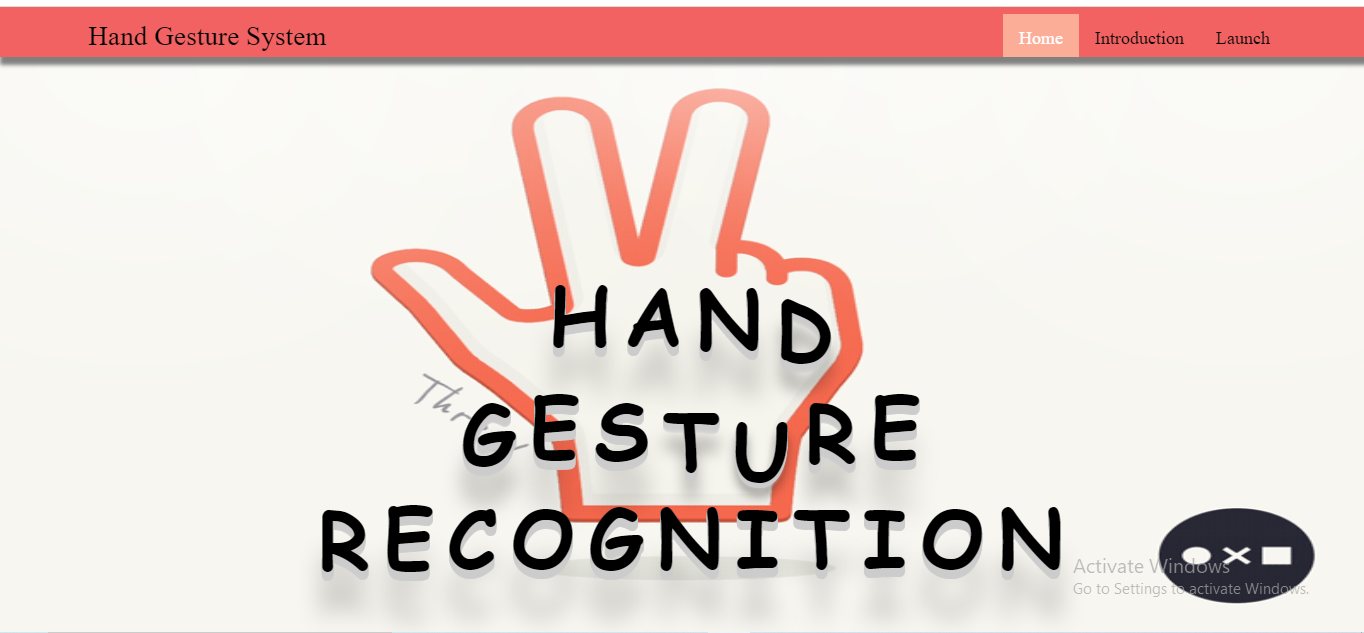 Hand Gesture System
Home Introduction Launch
HAND
GESTURE
RECOGNITION
Activate Windows
Go to Settings to activate Windows.